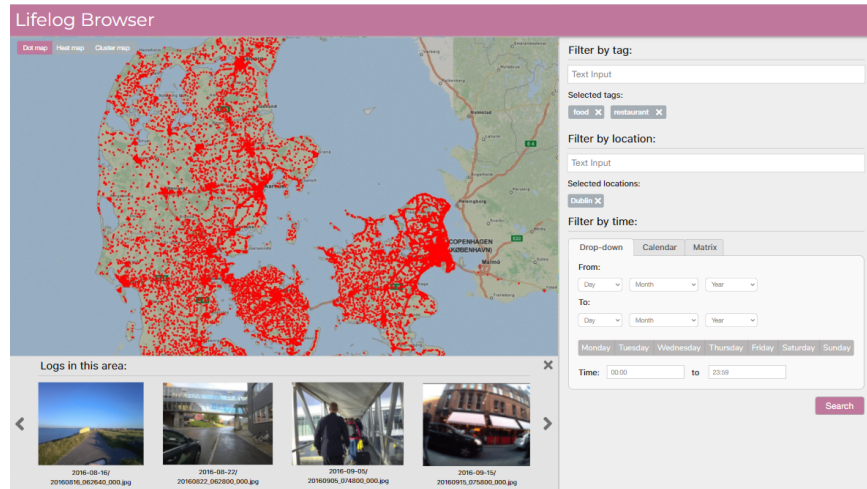 Lifelog Browser
Dot map Heat map Cluster map
COPENHAGEN
(KØBENHAVN)
Malmö
Helsingborg
Halmstad
Filter by tag:
Text Input
Selected tags:
food ✕ restaurant ✕
Filter by location:
Text Input
Selected locations:
Dublin ✕
Filter by time:
Drop-down Calendar Matrix
From:
Day Month Year
To:
Day Month Year
Monday Tuesday Wednesday Thursday Friday Saturday Sunday
Time: 00:00 to 23:59
Search
Logs in this area:
2016-08-16/
20160816_062640_000.jpg
2016-08-22/
20160822_062800_000.jpg
2016-09-05/
20160905_074800_000.jpg
2016-09-15/
20160915_075800_000.jpg